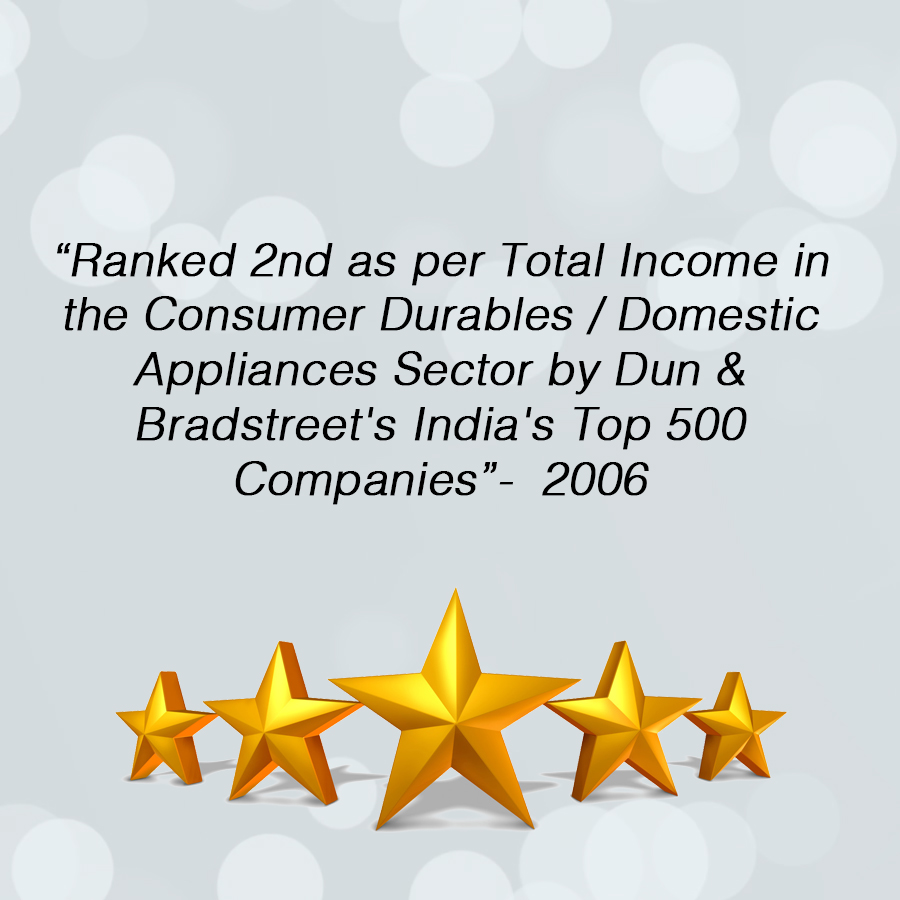 “Ranked 2nd as per Total Income in
the Consumer Durables / Domestic
Appliances Sector by Dun &
Bradstreet's India's Top 500
Companies”-  2006